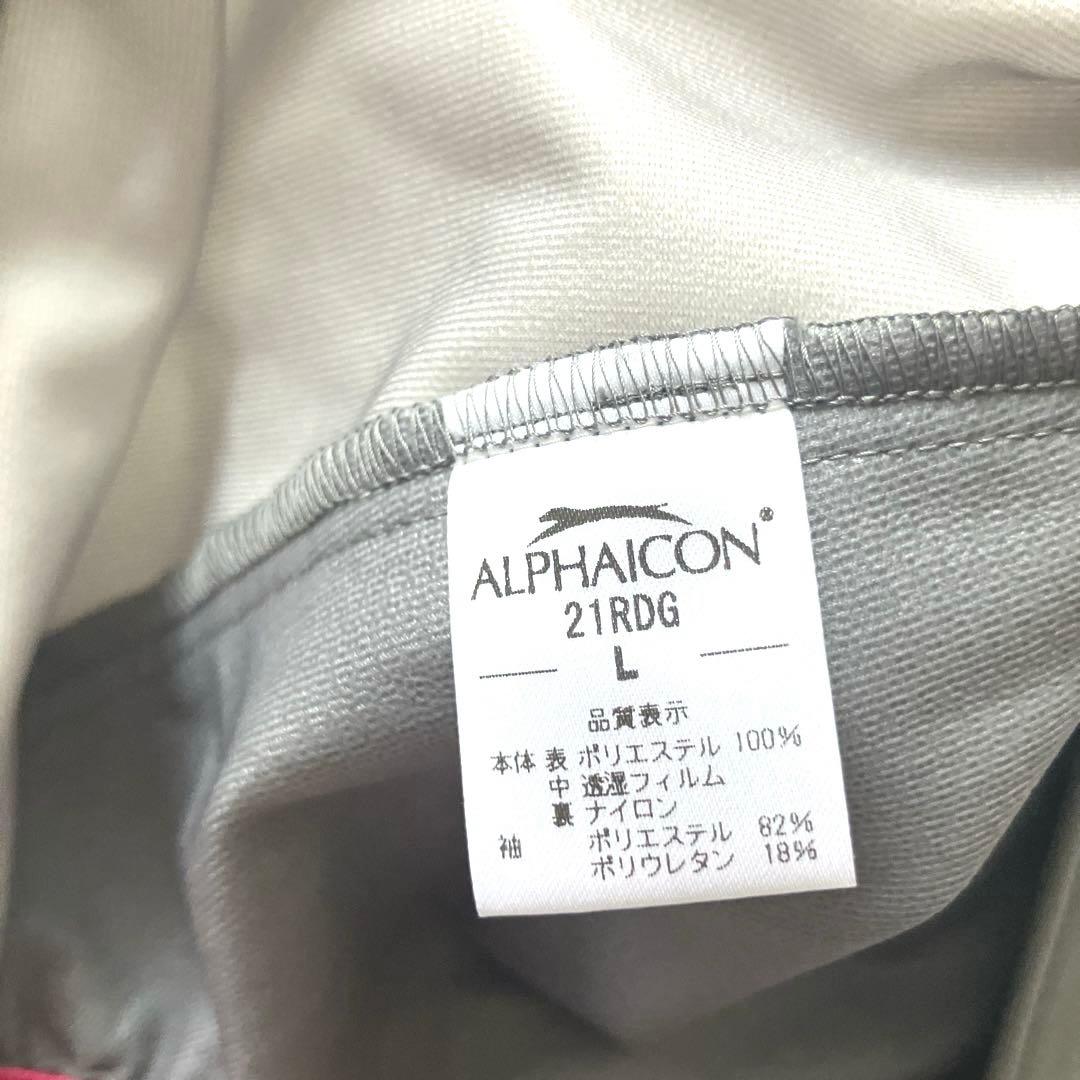 ALPHAICON®
21RDG
L
品質表示
本体 表 ポリエステル 100%
中 透湿フィルム
裏 ナイロン
袖 ポリエステル 82%
ポリウレタン 18%